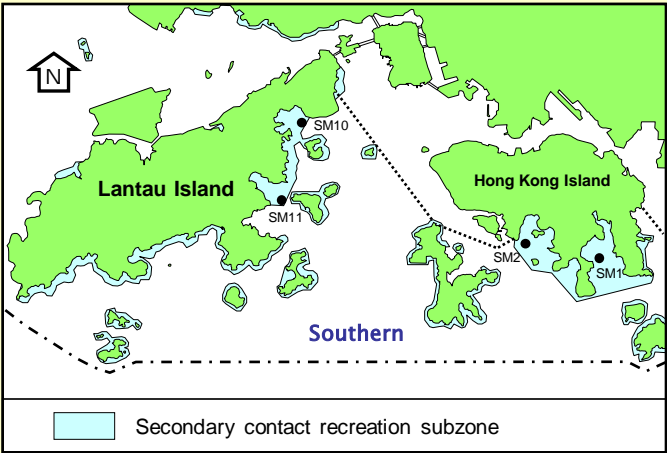 N
SM10
Lantau Island
Hong Kong Island
SM11
SM2
SM1
Southern
Secondary contact recreation subzone